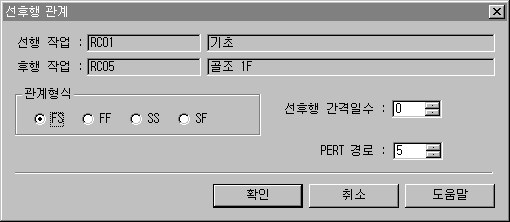 선후행 관계
선행 작업 : RC01 기초
후행 작업 : RC05 골조 1F
관계형식
FS FF SS SF
선후행 간격일수 : 0
PERT 경로 : 5
확인 취소 도움말